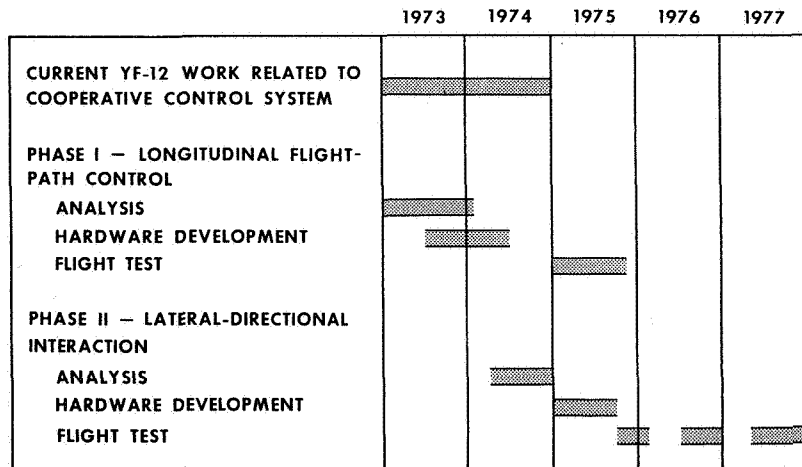 1973 1974 1975 1976 1977
CURRENT YF-12 WORK RELATED TO
COOPERATIVE CONTROL SYSTEM
PHASE I — LONGITUDINAL FLIGHT-
PATH CONTROL
ANALYSIS
HARDWARE DEVELOPMENT
FLIGHT TEST
PHASE II — LATERAL-DIRECTIONAL
INTERACTION
ANALYSIS
HARDWARE DEVELOPMENT
FLIGHT TEST